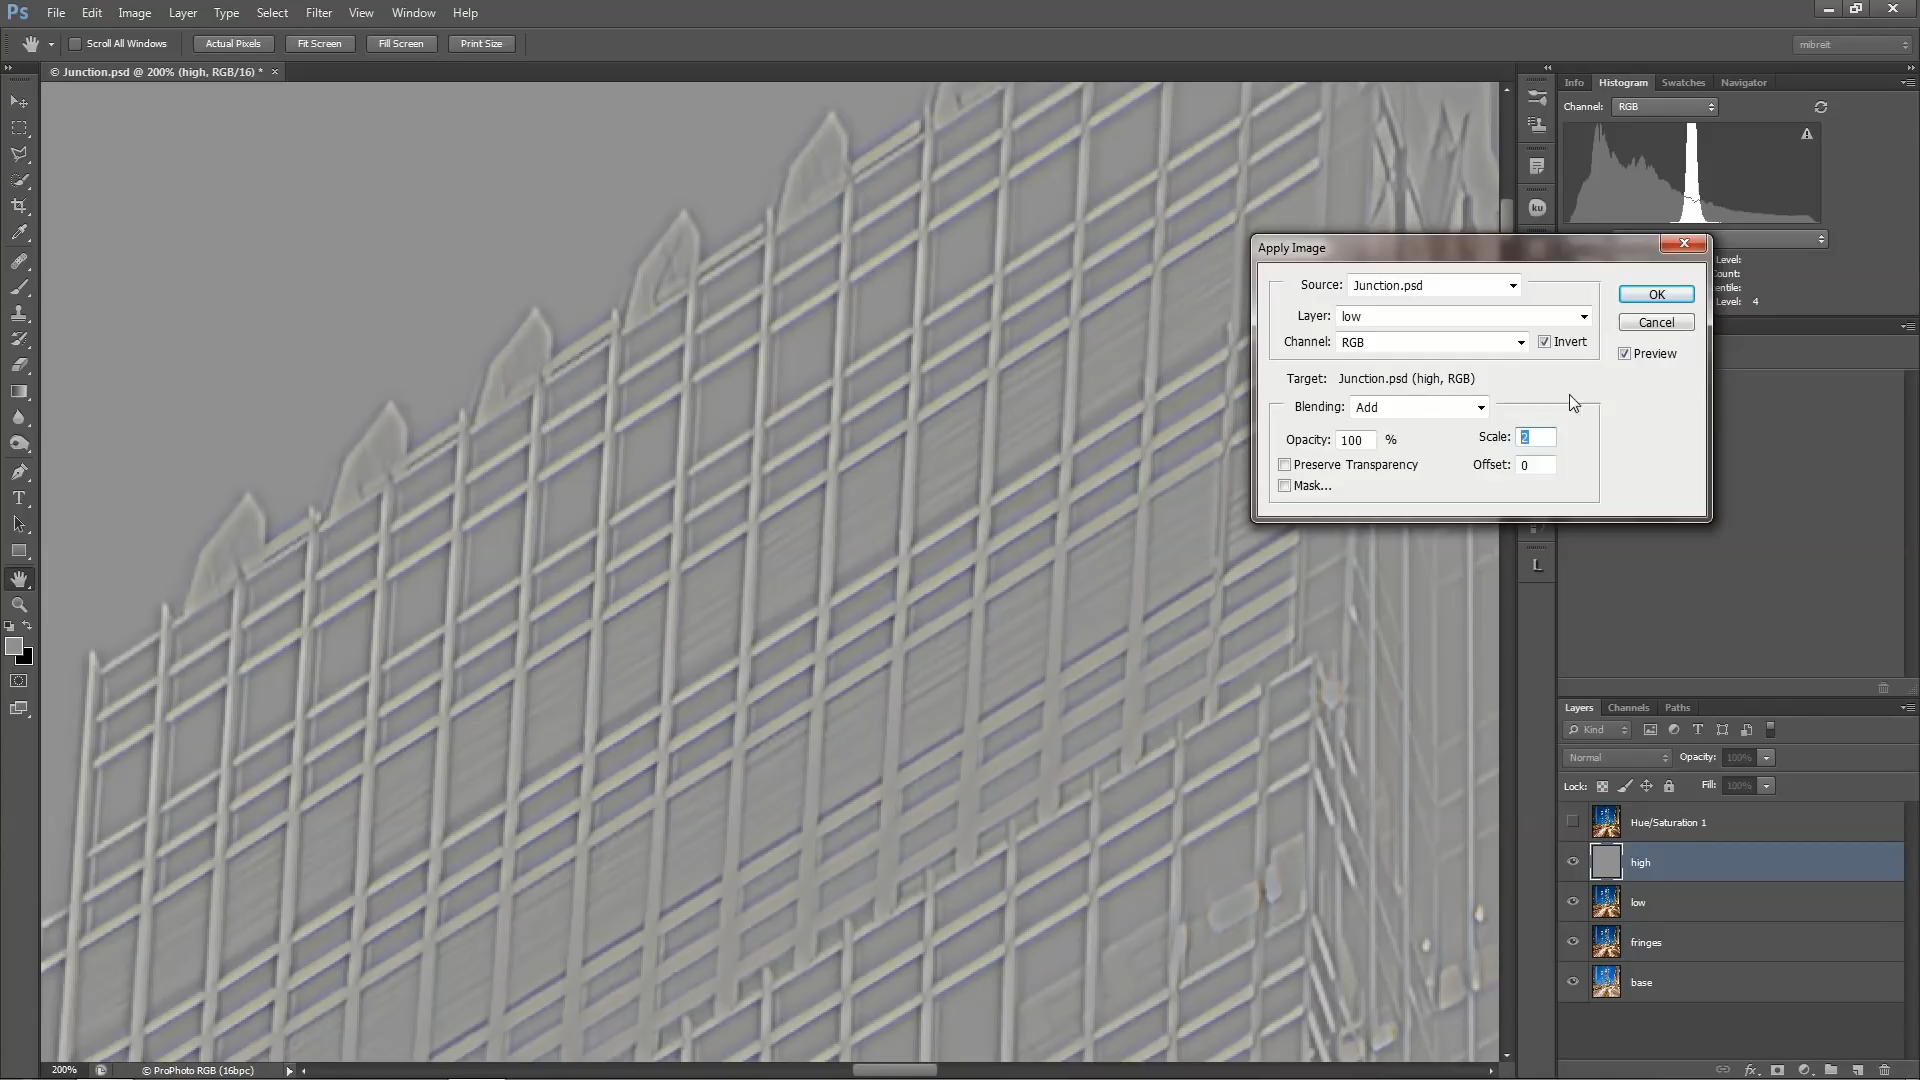 Ps File Edit Image Layer Type Select Filter View Window Help
Scroll All Windows Actual Pixels Fit Screen Fill Screen Print Size mibreit
© Junction.psd @ 200% (high, RGB/16) * ×
Info Histogram Swatches Navigator
Channel: RGB
ku
Apply Image
Source: Junction.psd
OK
Layer: low
Cancel
Channel: RGB Invert
Preview
Target: Junction.psd (high, RGB)
Blending: Add
Opacity: 100 % Scale: 2
Preserve Transparency Offset: 0
Mask...
Level:
Count:
Level: 4
L
T
Layers Channels Paths
Kind T
Normal Opacity: 100%
Lock: Fill: 100%
Hue/Saturation 1
high
low
fringes
base
fx
200% © ProPhoto RGB (16bpc)